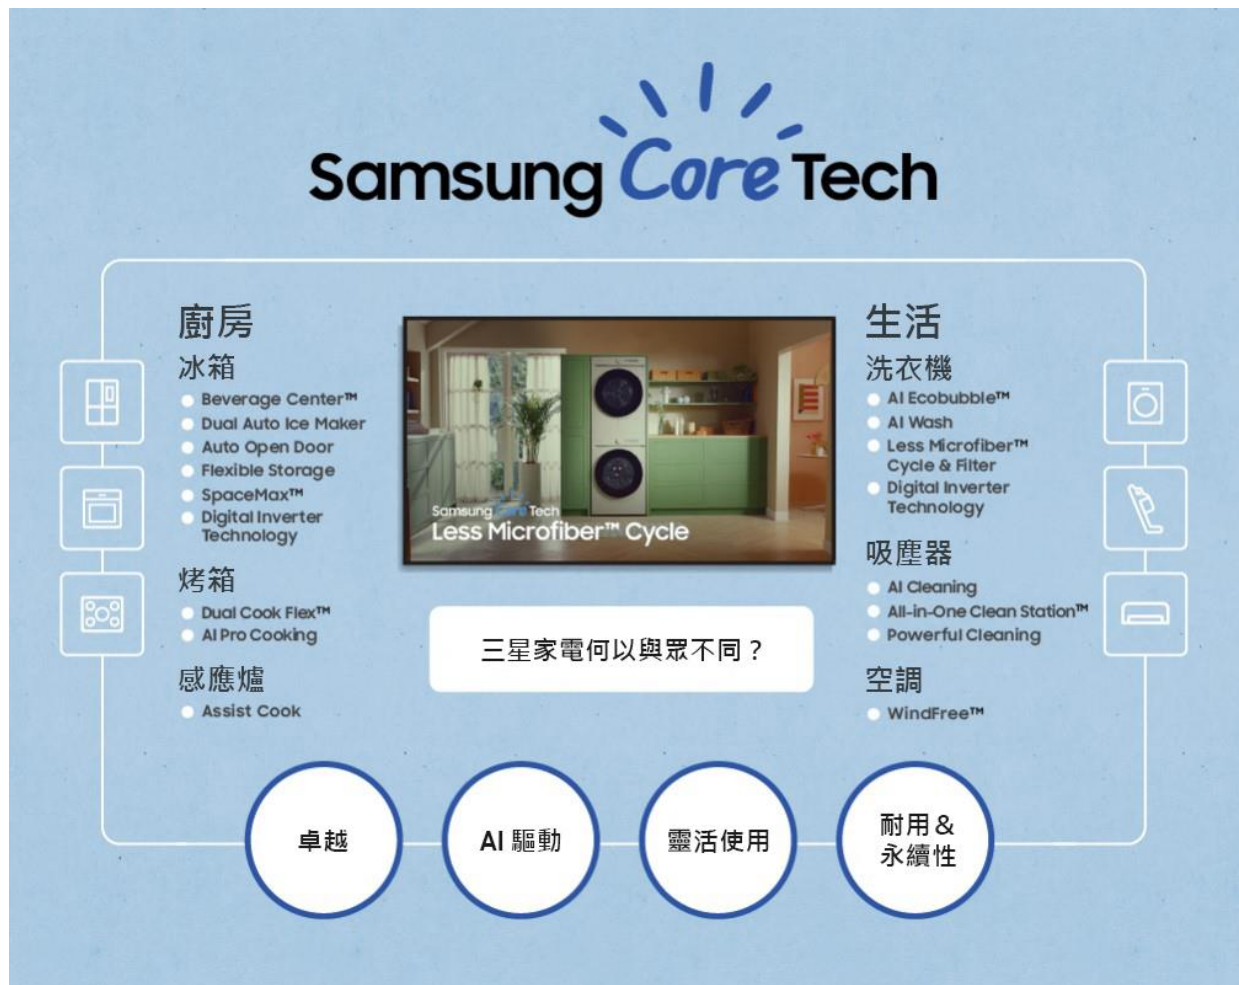 Samsung Core Tech
廚房
冰箱
Beverage Center™
Dual Auto Ice Maker
Auto Open Door
Flexible Storage
SpaceMax™
Digital Inverter
Technology
烤箱
Dual Cook Flex™
AI Pro Cooking
感應爐
Assist Cook
Samsung Core Tech
Less Microfiber™ Cycle
三星家電何以與眾不同？
生活
洗衣機
AI Ecobubble™
AI Wash
Less Microfiber™
Cycle & Filter
Digital Inverter
Technology
吸塵器
AI Cleaning
All-in-One Clean Station™
Powerful Cleaning
空調
WindFree™
卓越
AI 驅動
靈活使用
耐用＆
永續性